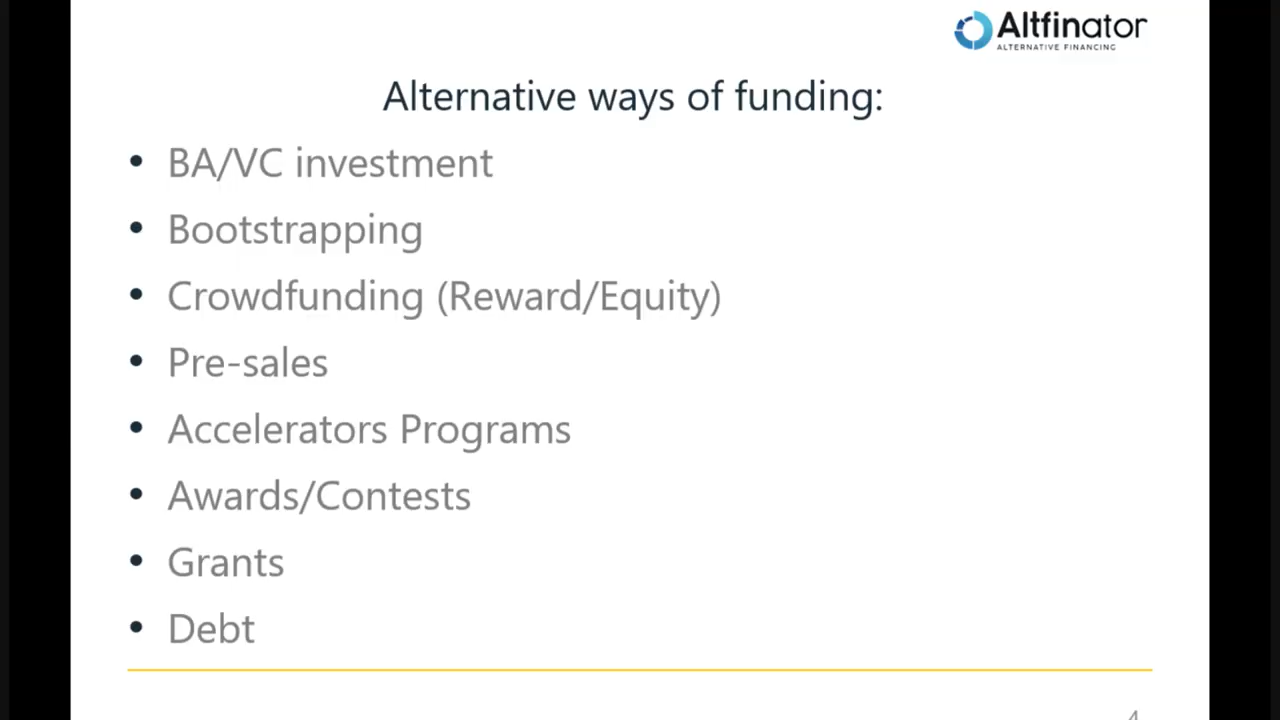 Altfinator
ALTERNATIVE FINANCING
Alternative ways of funding:
• BA/VC investment
• Bootstrapping
• Crowdfunding (Reward/Equity)
• Pre-sales
• Accelerators Programs
• Awards/Contests
• Grants
• Debt
4